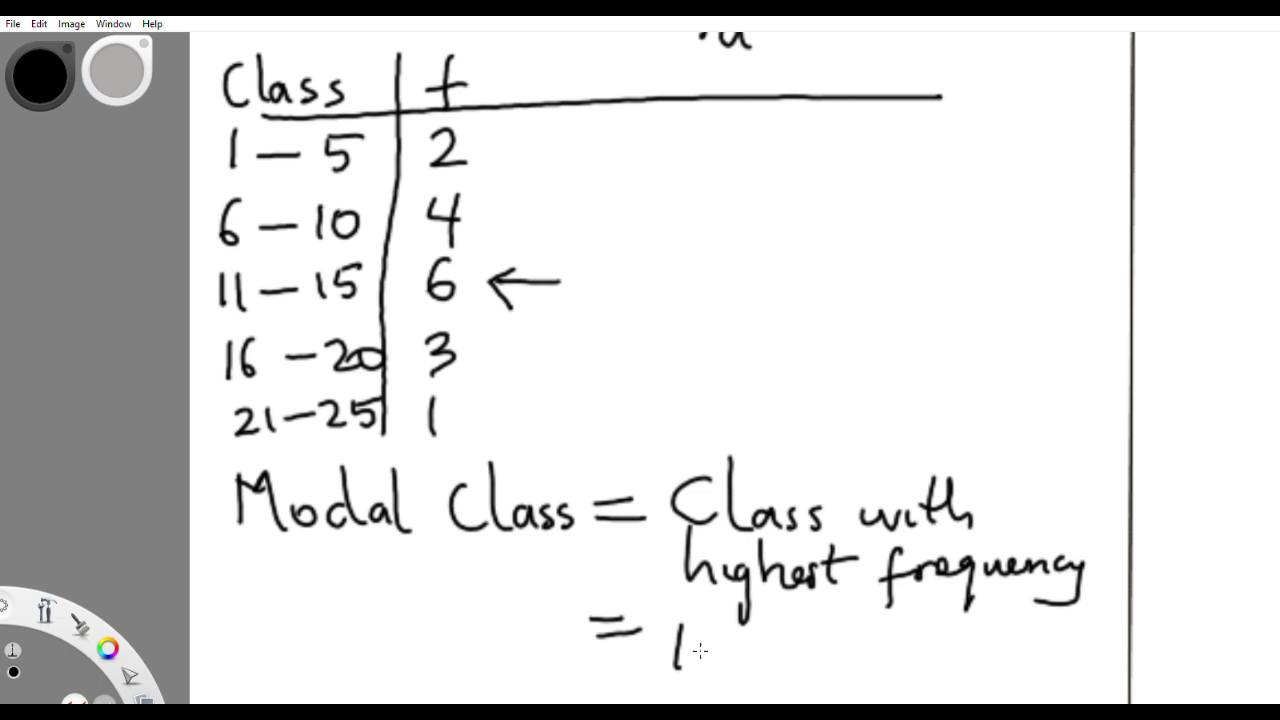 File Edit Image Window Help
Class f
1 – 5 2
6 – 10 4
11 – 15 6 ←
16 – 20 3
21 – 25 1
Modal Class = Class with
highest frequency
= 1